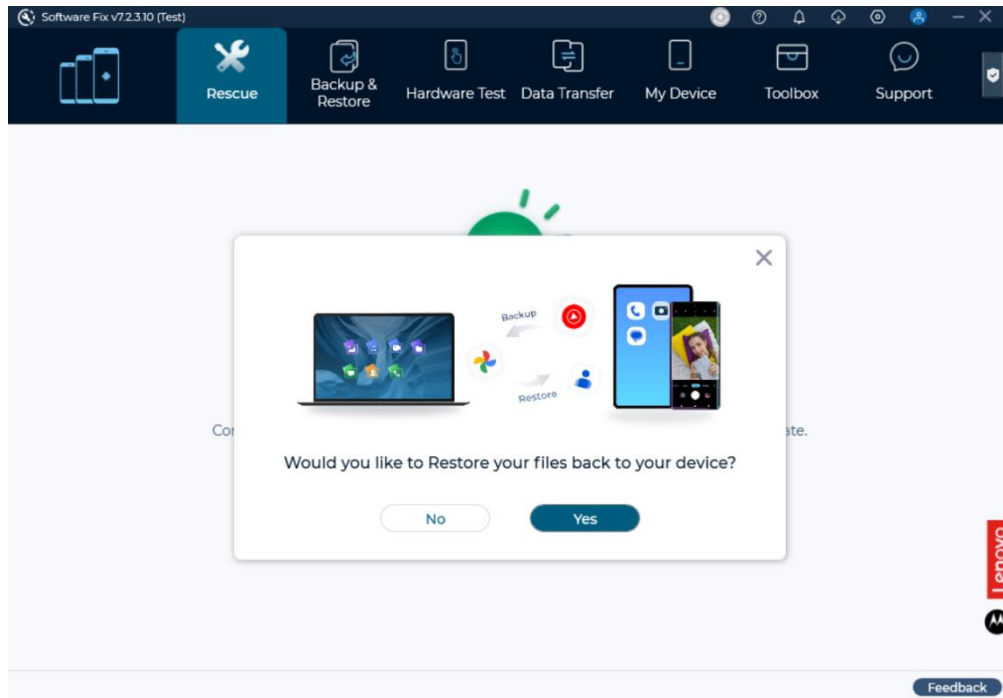 Software Fix v7.2.3.10 (Test)
Rescue
Backup &
Restore
Hardware Test
Data Transfer
My Device
Toolbox
Support
Backup
Restore
Would you like to Restore your files back to your device?
No
Yes
Lenovo
Feedback